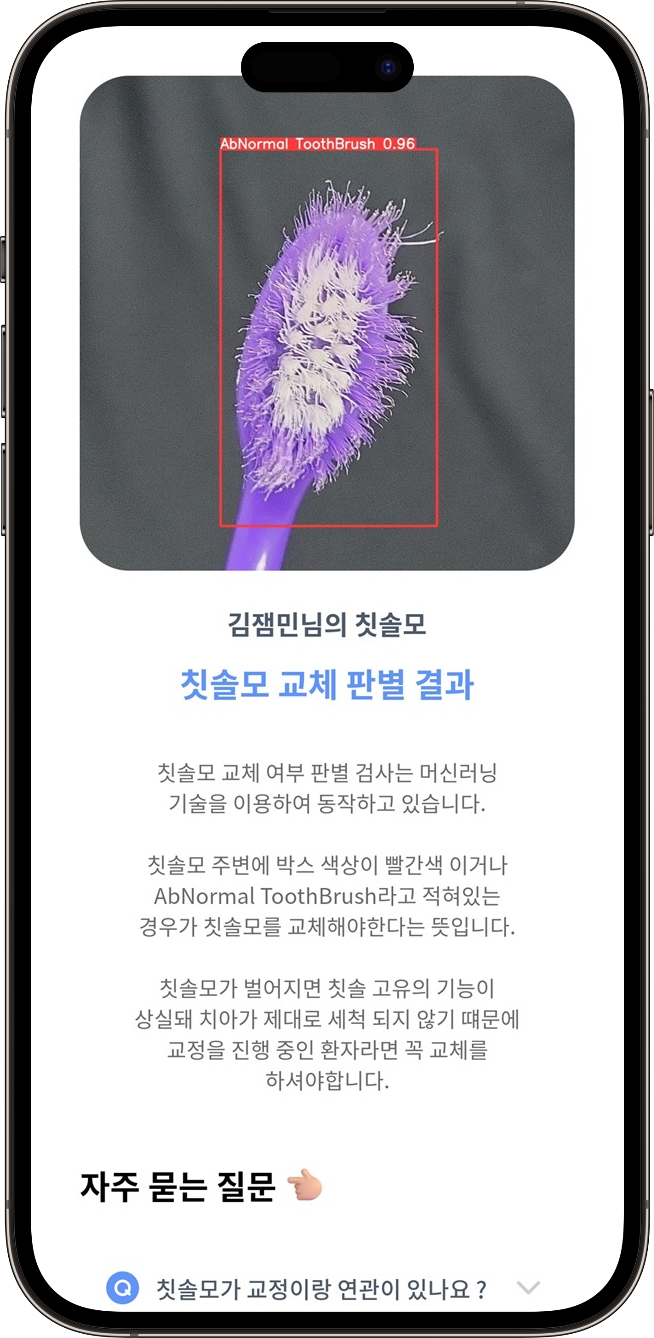 AbNormal ToothBrush 0.96
김잼민님의 칫솔모
칫솔모 교체 판별 결과
칫솔모 교체 여부 판별 검사는 머신러닝
기술을 이용하여 동작하고 있습니다.
칫솔모 주변에 박스 색상이 빨간색 이거나
AbNormal ToothBrush라고 적혀있는
경우가 칫솔모를 교체해야한다는 뜻입니다.
칫솔모가 벌어지면 칫솔 고유의 기능이
상실돼 치아가 제대로 세척 되지 않기 떄문에
교정을 진행 중인 환자라면 꼭 교체를
하셔야합니다.
자주 묻는 질문 👈
Q 칫솔모가 교정이랑 연관이 있나요 ?